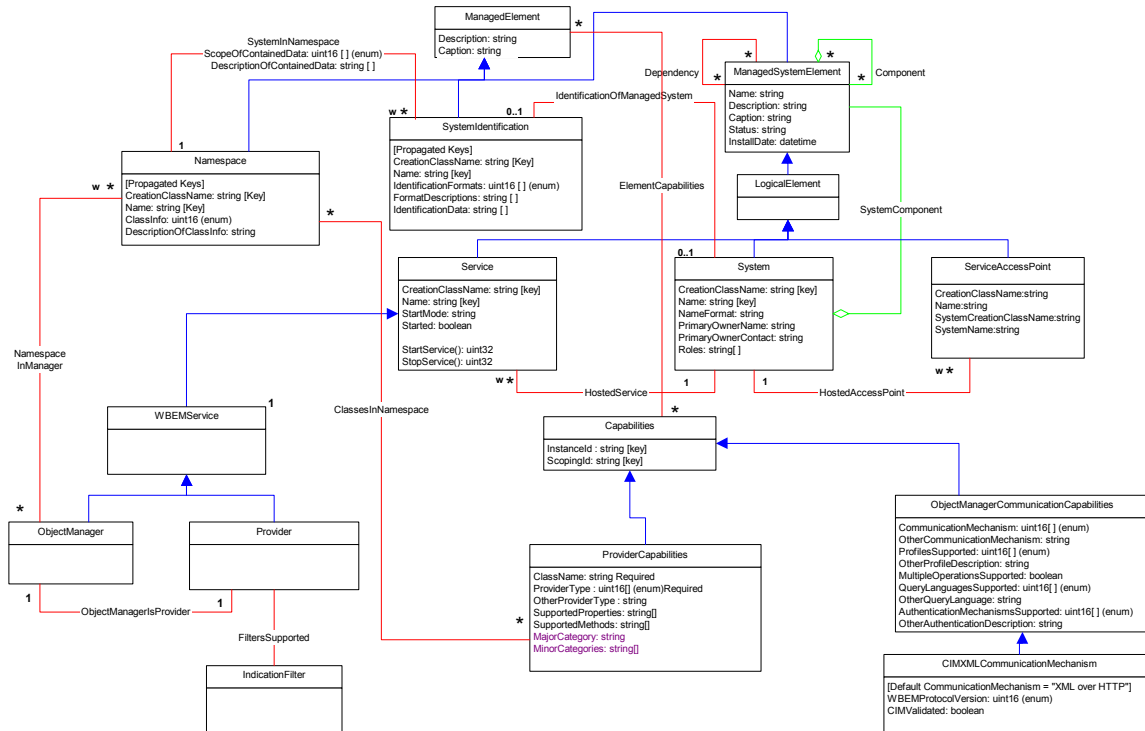 ManagedElement
Description: string
Caption: string
*
SystemInNamespace
ScopeOfContainedData: uint16 [ ] (enum)
DescriptionOfContainedData: string [ ]
*
*
Dependency
*
ManagedSystemElement
*
Component
Name: string
Description: string
Caption: string
Status: string
InstallDate: datetime
IdentificationOfManagedSystem
w *
0..1
SystemIdentification
[Propagated Keys]
CreationClassName: string [Key]
Name: string [key]
IdentificationFormats: uint16 [ ] (enum)
FormatDescriptions: string [ ]
IdentificationData: string [ ]
1
Namespace
[Propagated Keys]
CreationClassName: string [Key]
Name: string [Key]
ClassInfo: uint16 (enum)
DescriptionOfClassInfo: string
w *
*
ElementCapabilities
LogicalElement
SystemComponent
Service
CreationClassName: string [key]
Name: string [key]
StartMode: string
Started: boolean
StartService(): uint32
StopService(): uint32
0..1
System
CreationClassName: string [key]
Name: string [key]
NameFormat: string
PrimaryOwnerName: string
PrimaryOwnerContact: string
Roles: string[ ]
ServiceAccessPoint
CreationClassName:string
Name:string
SystemCreationClassName:string
SystemName:string
Namespace
InManager
w *
HostedService
1
1
HostedAccessPoint
w *
WBEMService
1
ClassesInNamespace
*
Capabilities
InstanceId : string [key]
ScopingId: string [key]
*
ObjectManager
Provider
1
ObjectManagerIsProvider
1
FiltersSupported
IndicationFilter
ProviderCapabilities
ClassName: string Required
ProviderType : uint16[] (enum)Required
OtherProviderType : string
SupportedProperties: string[]
SupportedMethods: string[]
MajorCategory: string
MinorCategories: string[]
*
ObjectManagerCommunicationCapabilities
CommunicationMechanism: uint16[ ] (enum)
OtherCommunicationMechanism: string
ProfilesSupported: uint16[ ] (enum)
OtherProfileDescription: string
MultipleOperationsSupported: boolean
QueryLanguagesSupported: uint16[ ] (enum)
OtherQueryLanguage: string
AuthenticationMechanismsSupported: uint16[ ] (enum)
OtherAuthenticationDescription: string
CIMXMLCommunicationMechanism
[Default CommunicationMechanism = "XML over HTTP"]
WBEMProtocolVersion: uint16 (enum)
CIMValidated: boolean